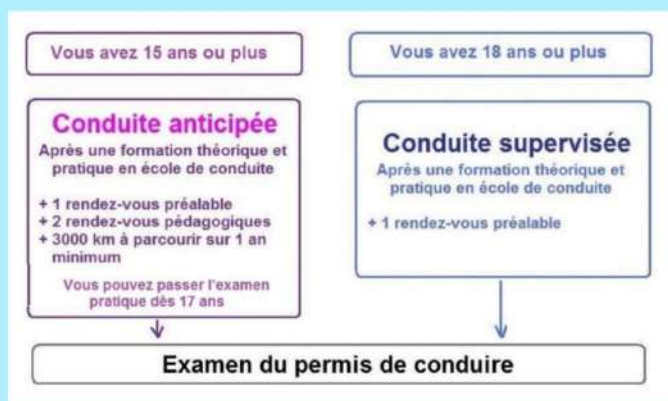 Vous avez 15 ans ou plus
Vous avez 18 ans ou plus
Conduite anticipée
Après une formation théorique et
pratique en école de conduite
+ 1 rendez-vous préalable
+ 2 rendez-vous pédagogiques
+ 3000 km à parcourir sur 1 an
minimum
Vous pouvez passer l'examen
pratique dès 17 ans
Conduite supervisée
Après une formation théorique et
pratique en école de conduite
+ 1 rendez-vous préalable
Examen du permis de conduire